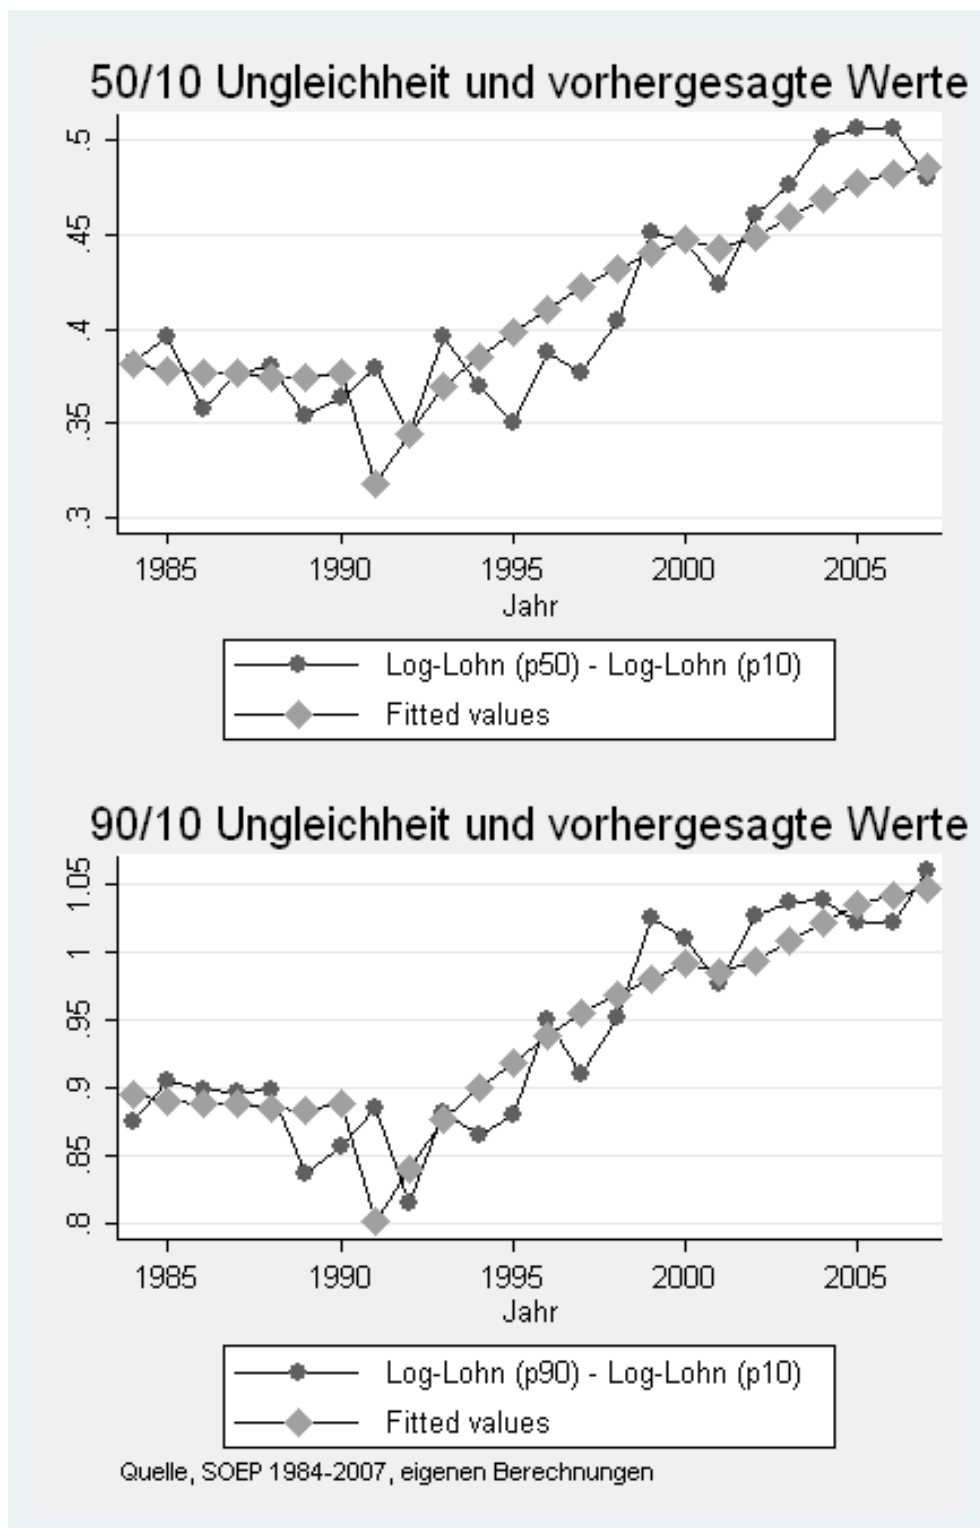 50/10 Ungleichheit und vorhergesagte Werte
.5
.45
.4
.35
.3
1985 1990 1995 2000 2005
Jahr
Log-Lohn (p50) - Log-Lohn (p10)
Fitted values
90/10 Ungleichheit und vorhergesagte Werte
1.05
1
.95
.9
.85
.8
1985 1990 1995 2000 2005
Jahr
Log-Lohn (p90) - Log-Lohn (p10)
Fitted values
Quelle, SOEP 1984-2007, eigenen Berechnungen